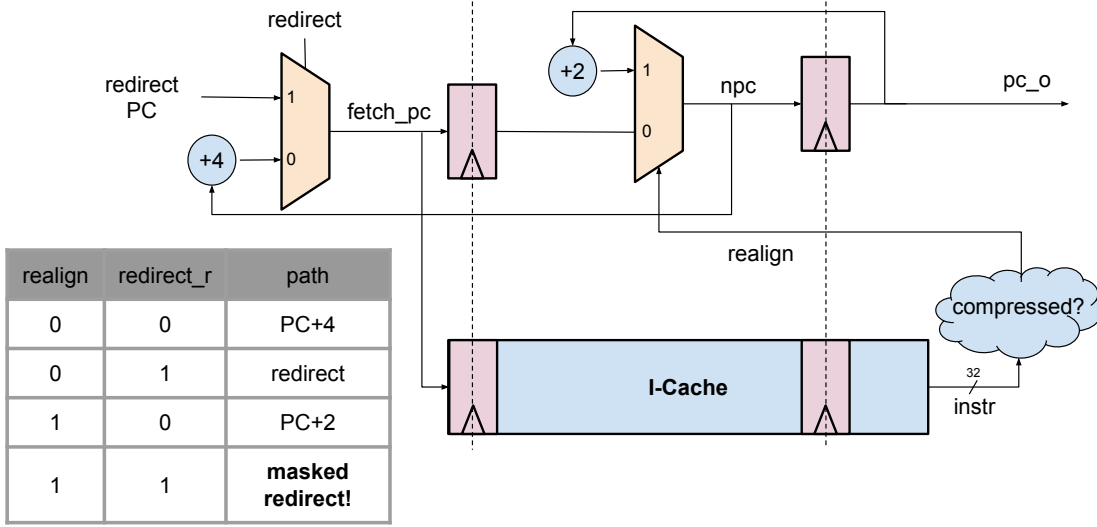 redirect
redirect
PC
1
0
+4
fetch_pc
+2
1
0
npc
pc_o
realign
compressed?
I-Cache
32
instr
realign redirect_r path
0 0 PC+4
0 1 redirect
1 0 PC+2
1 1 masked
redirect!